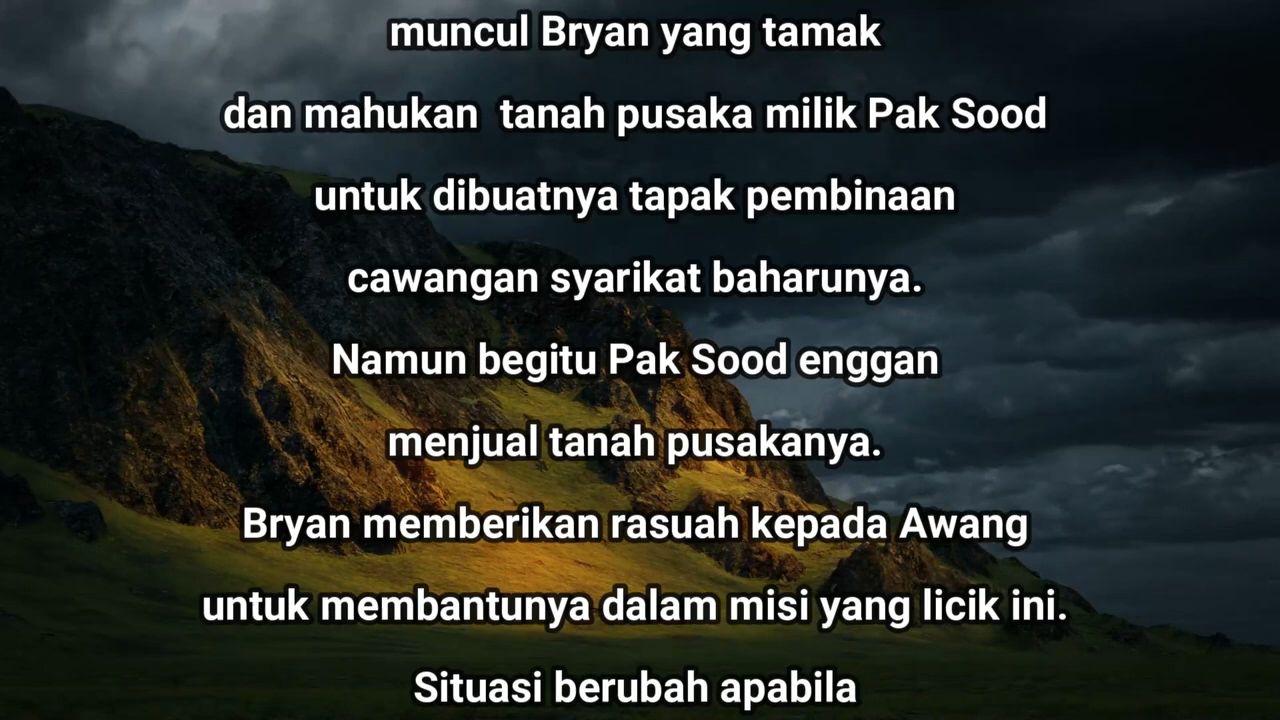 muncul Bryan yang tamak
dan mahukan  tanah pusaka milik Pak Sood
untuk dibuatnya tapak pembinaan
cawangan syarikat baharunya.
Namun begitu Pak Sood enggan
menjual tanah pusakanya.
Bryan memberikan rasuah kepada Awang
untuk membantunya dalam misi yang licik ini.
Situasi berubah apabila